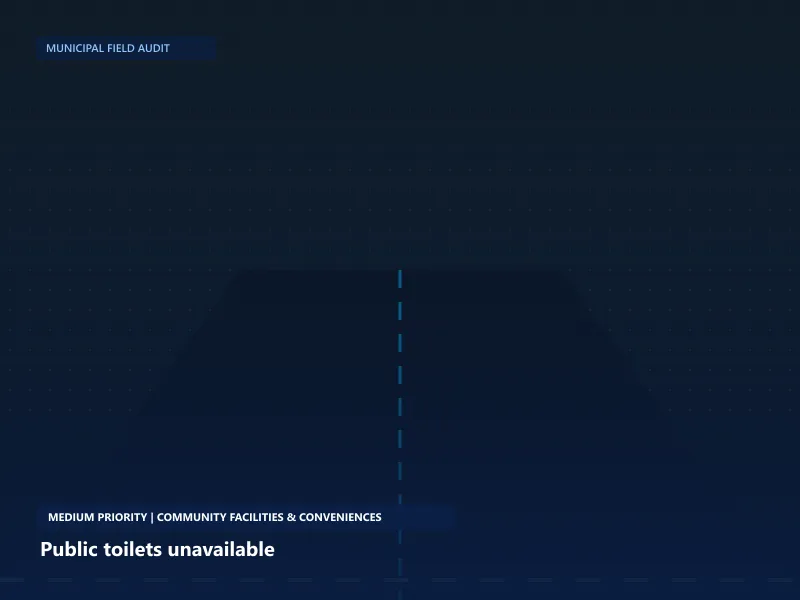 MUNICIPAL FIELD AUDIT
MEDIUM PRIORITY | COMMUNITY FACILITIES & CONVENIENCES
Public toilets unavailable